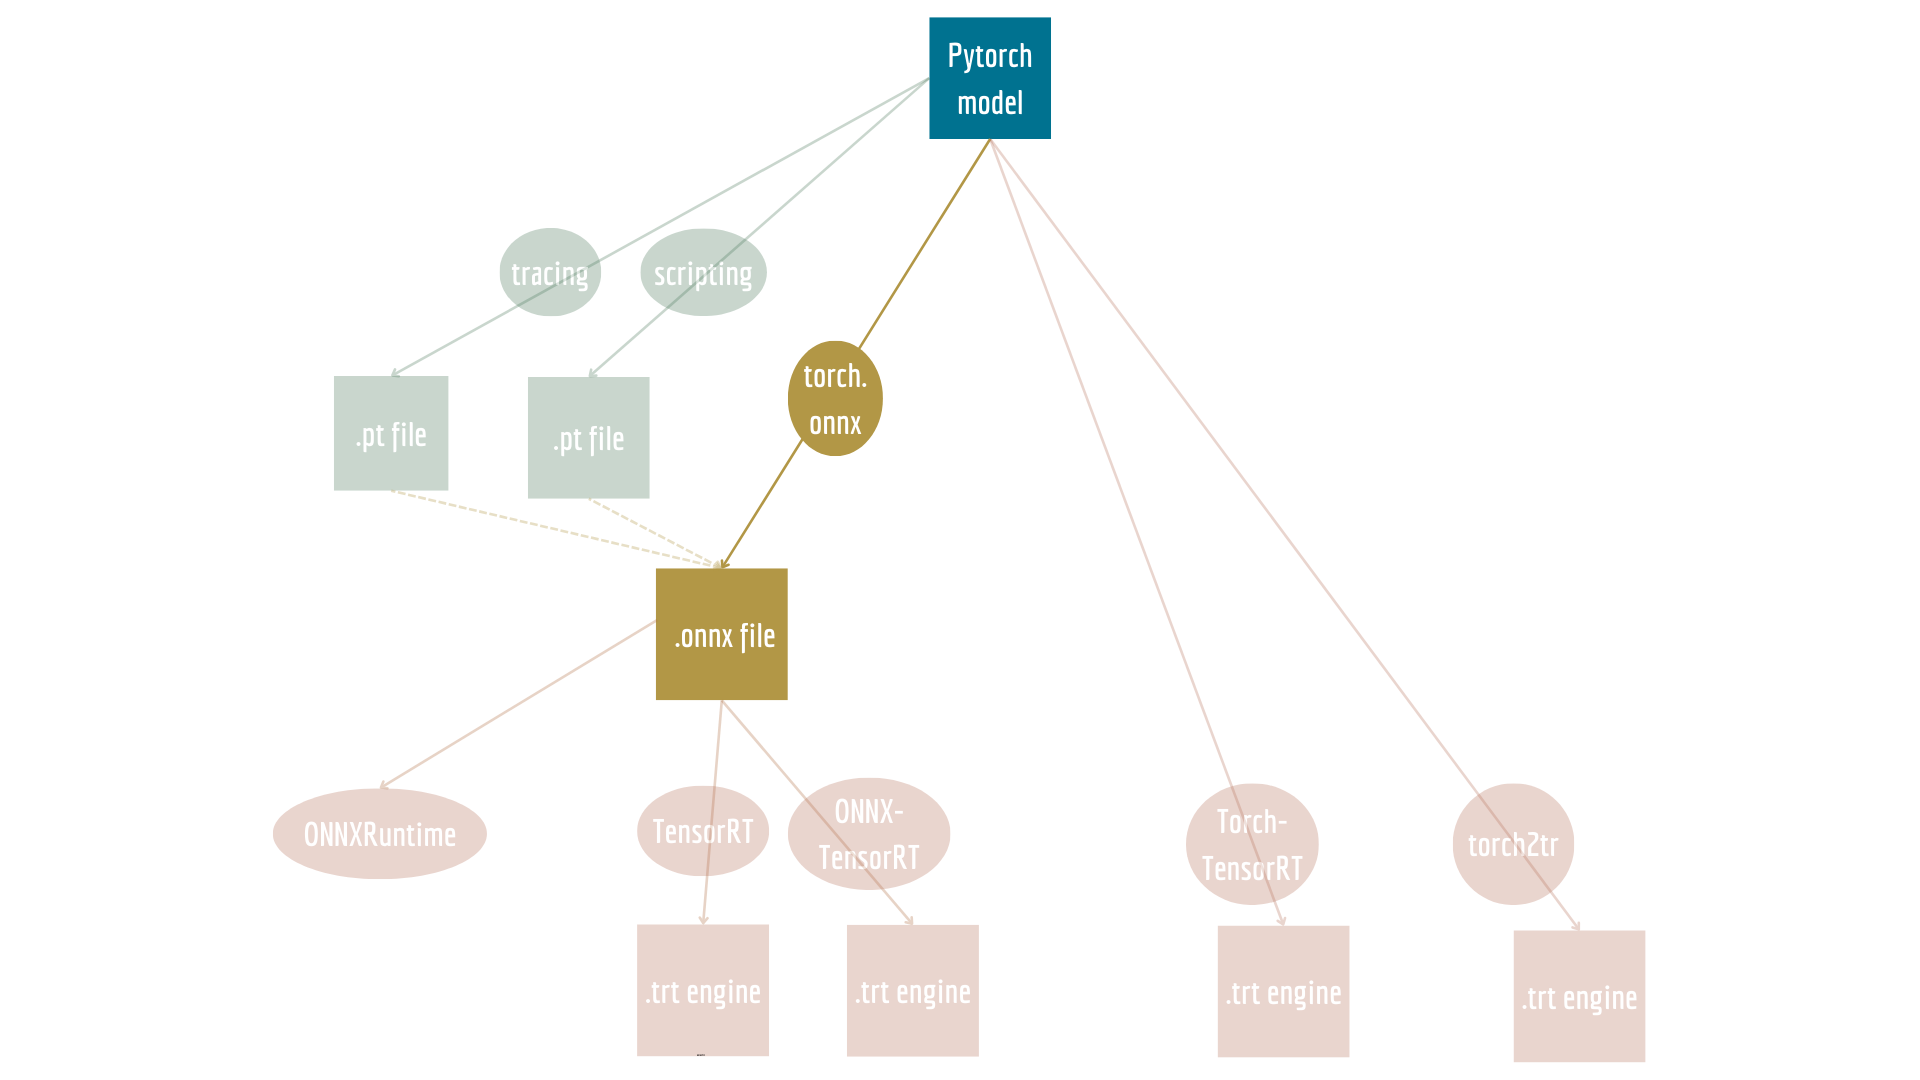 Pytorch
model
tracing
scripting
torch.
onnx
.pt file
.pt file
.onnx file
ONNXRuntime
TensorRT
ONNX-
TensorRT
Torch-
TensorRT
torch2tr
.trt engine
.trt engine
.trt engine
.trt engine